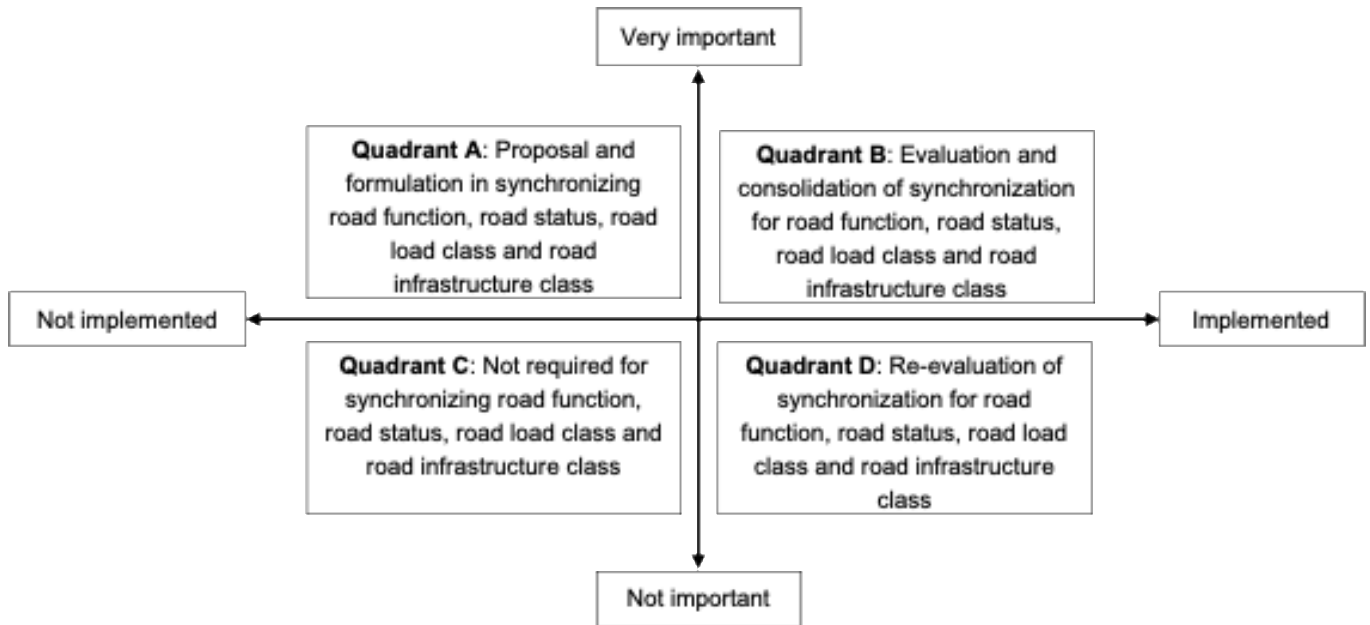 Very important
Quadrant A: Proposal and
formulation in synchronizing
road function, road status, road
load class and road
infrastructure class
Quadrant B: Evaluation and
consolidation of synchronization
for road function, road status,
road load class and road
infrastructure class
Not implemented
Implemented
Quadrant C: Not required for
synchronizing road function,
road status, road load class and
road infrastructure class
Quadrant D: Re-evaluation of
synchronization for road
function, road status, road load
class and road infrastructure
class
Not important